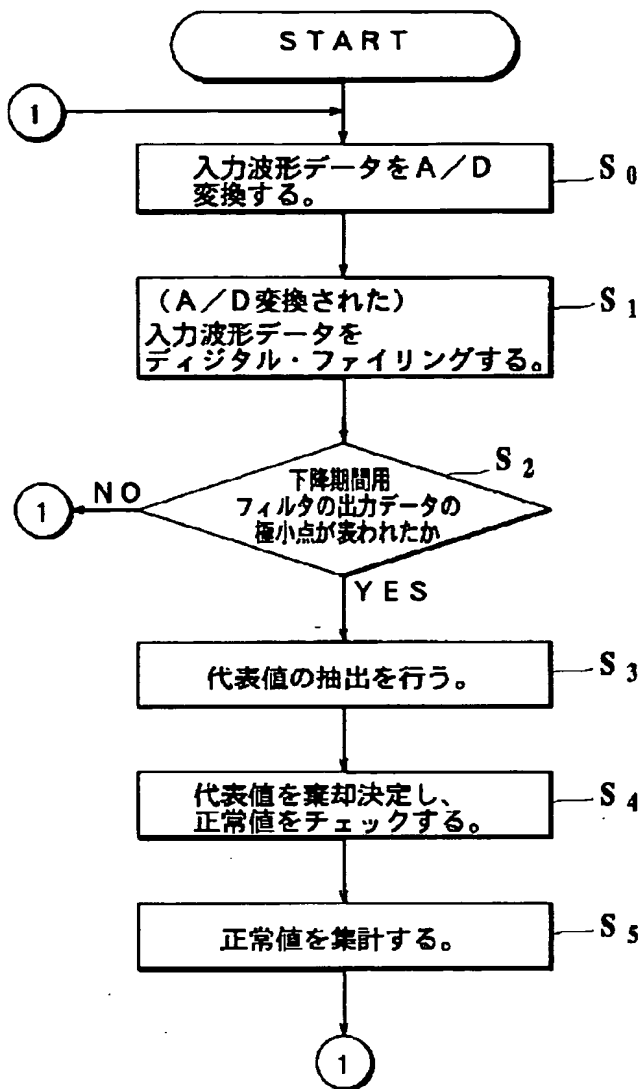 START
1
入力波形データをA/D
変換する。
S0
(A/D変換された)
入力波形データを
ディジタル・ファイリングする。
S1
下降期間用
フィルタの出力データの
極小点が表われたか
S2
NO
1
YES
代表値の抽出を行う。
S3
代表値を棄却決定し、
正常値をチェックする。
S4
正常値を集計する。
S5
1